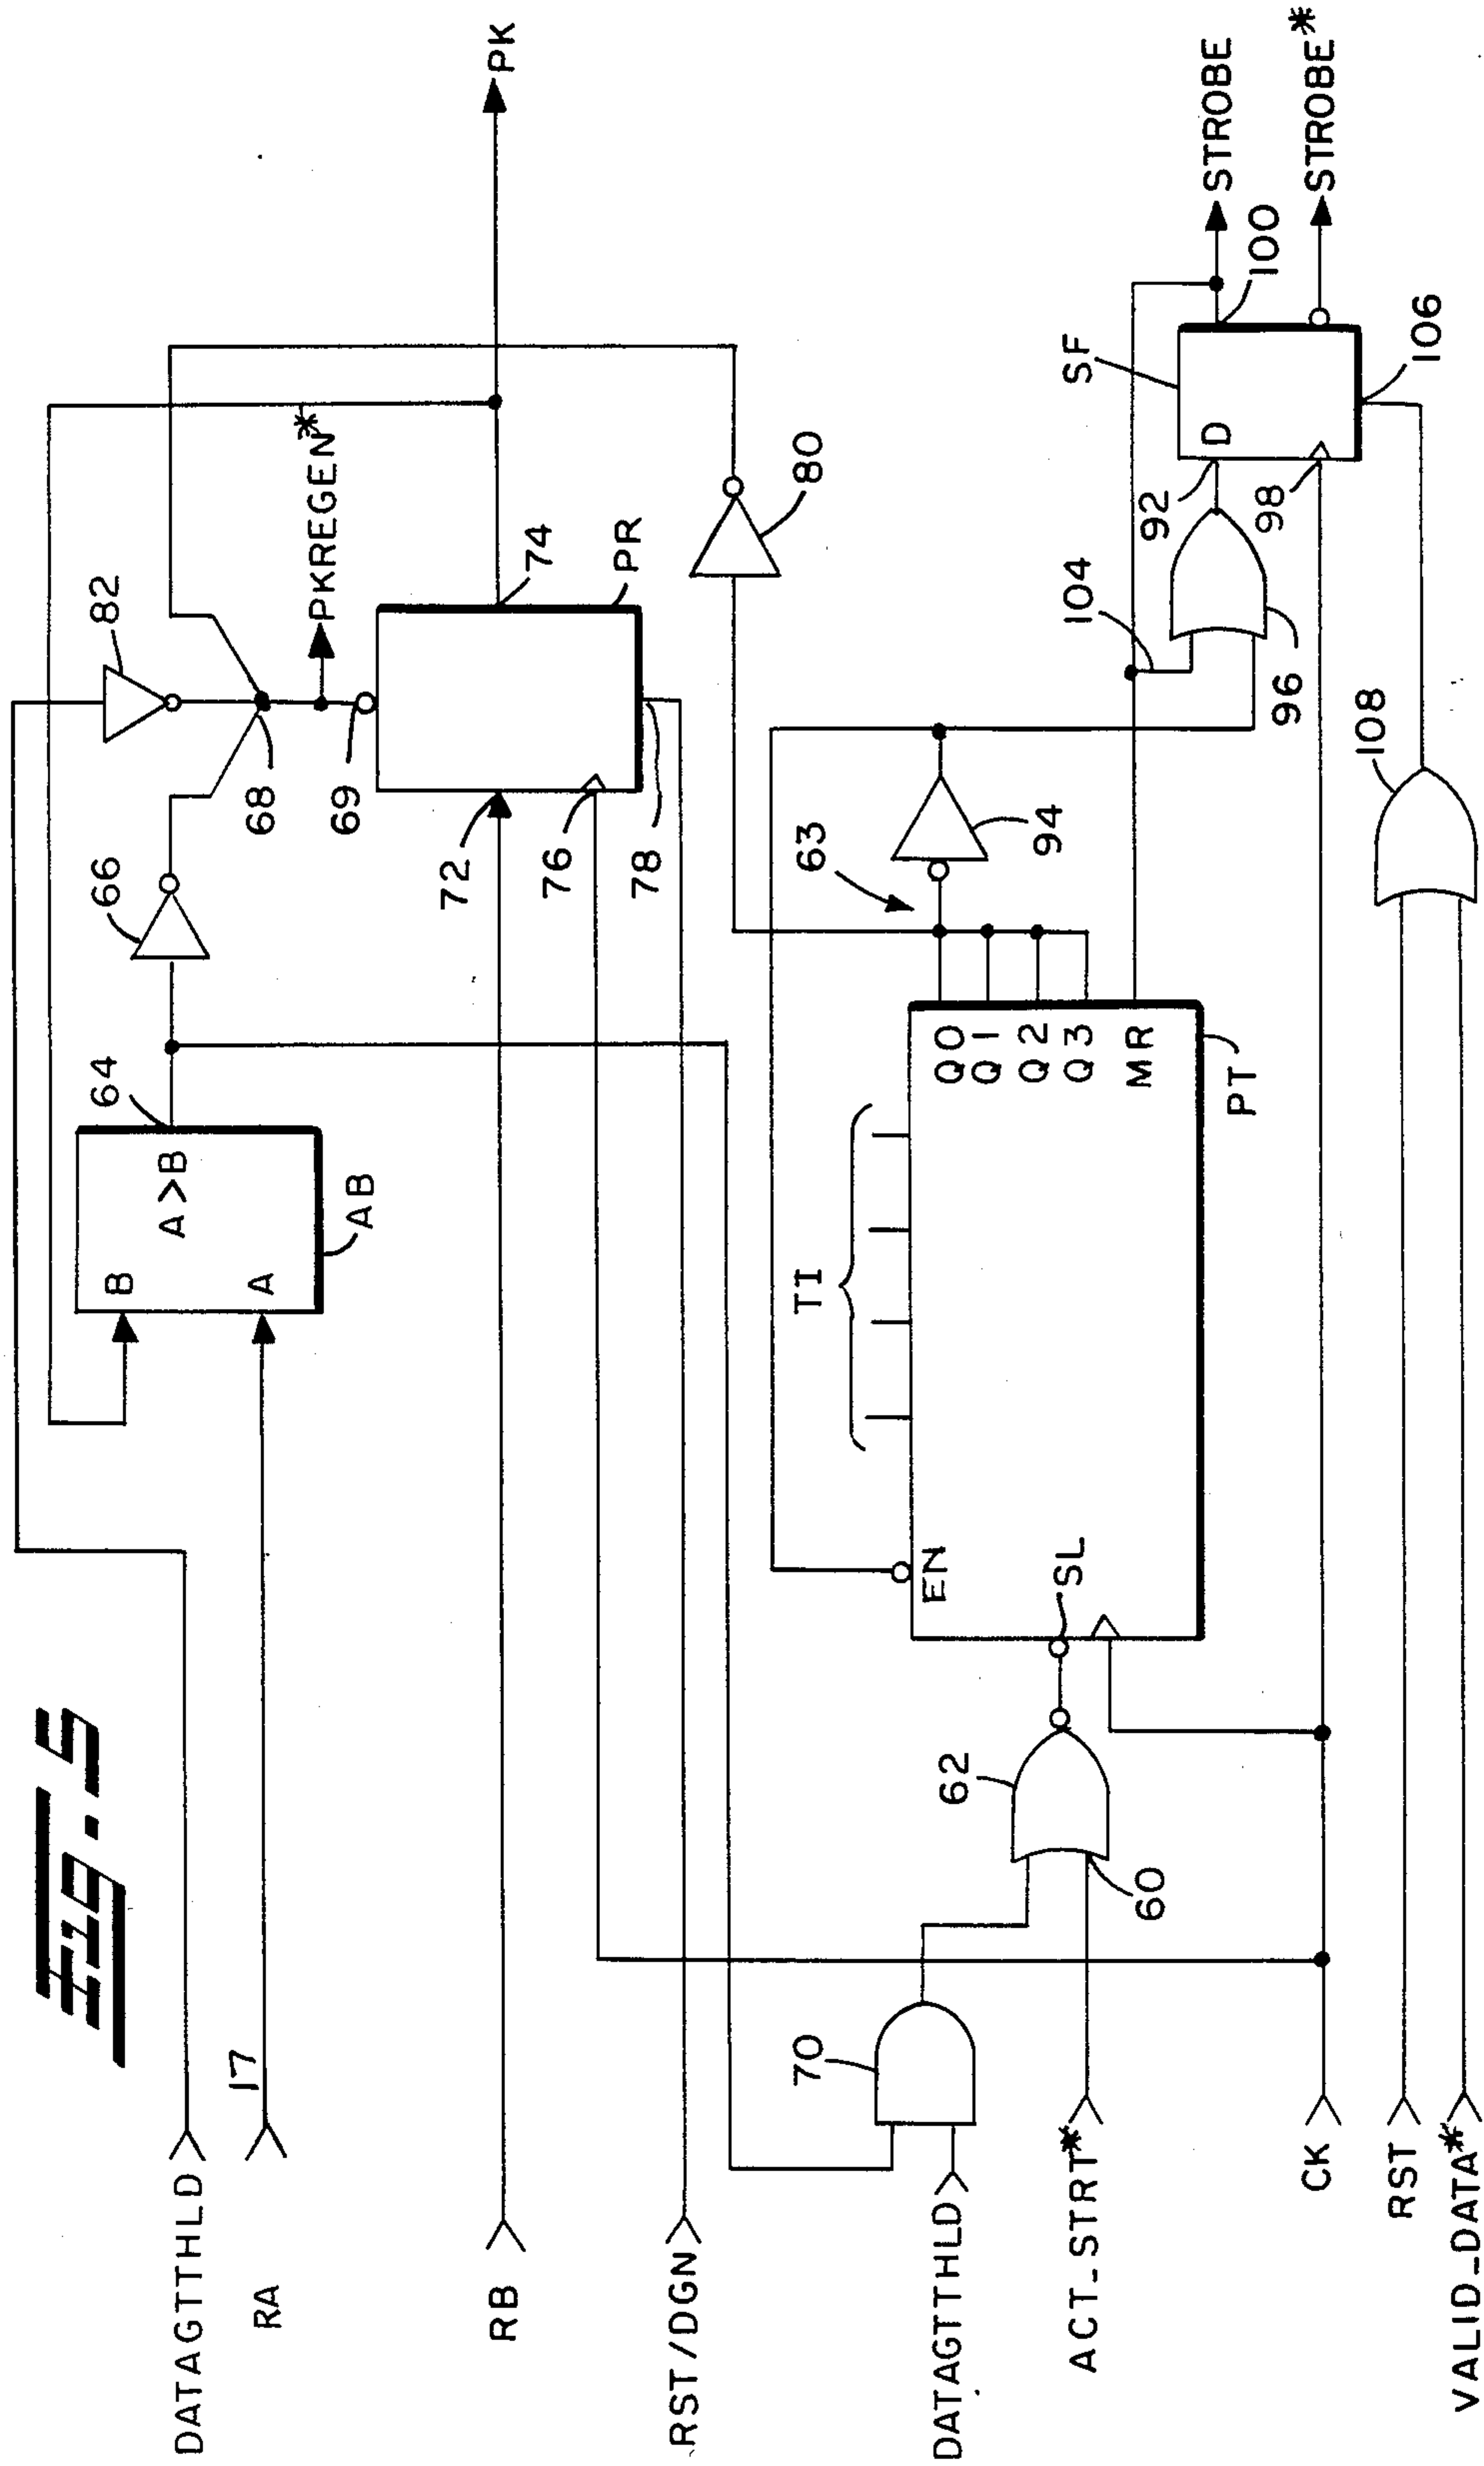 Fig. 5
DATAGTTHLD
RA
17
RB
RST/DGN
DATAGTTHLD
ACT_STRT*
CK
RST
VALID_DATA*
B
A
A>B
AB
64
66
68
82
69
PKREGEN*
72
76
78
74
PR
PK
80
70
60
62
SL
EN
TI
Q0
Q1
Q2
Q3
MR
PT
63
94
104
96
92
98
D
SF
100
106
108
STROBE
STROBE*